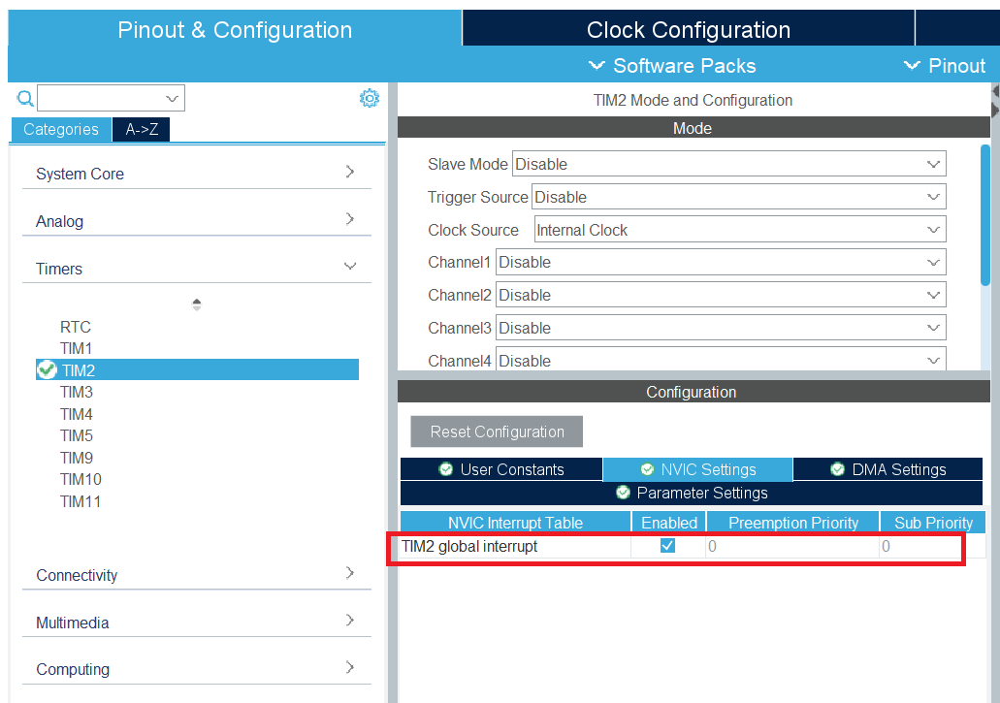 Pinout & Configuration
Clock Configuration
Software Packs
Pinout
Categories
A->Z
System Core
Analog
Timers
RTC
TIM1
TIM2
TIM3
TIM4
TIM5
TIM9
TIM10
TIM11
Connectivity
Multimedia
Computing
TIM2 Mode and Configuration
Mode
Slave Mode Disable
Trigger Source Disable
Clock Source Internal Clock
Channel1 Disable
Channel2 Disable
Channel3 Disable
Channel4 Disable
Configuration
Reset Configuration
User Constants NVIC Settings DMA Settings
Parameter Settings
NVIC Interrupt Table Enabled Preemption Priority Sub Priority
TIM2 global interrupt 0 0